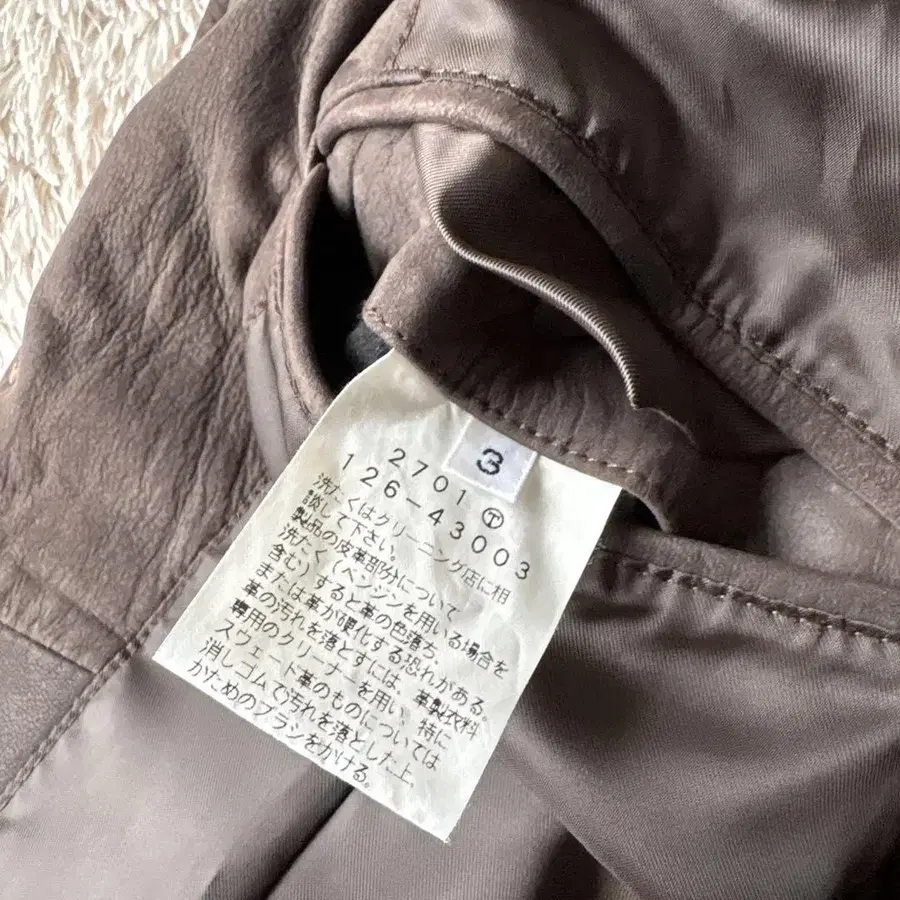 3
2701 Ⓣ
126-43003
洗たくはクリーニング店に相
談して下さい。
製品の皮革部分について
洗たく(ベンジンを用いる場合を
含む)すると革の色落ち、
または革が硬化する恐れがある。
革の汚れを落とすには、革製衣料
専用のクリーナーを用い、特に
スウェード革のものについては
消しゴムで汚れを落とした上、
かためのブラシをかける。